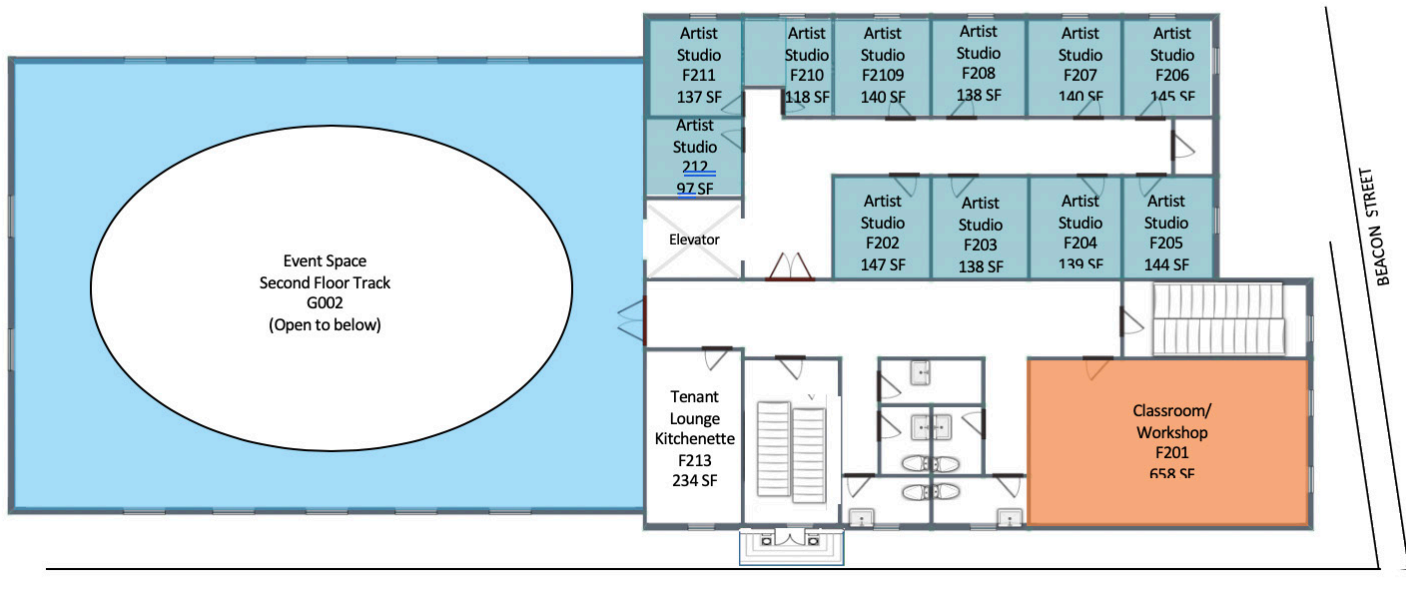 Artist
Studio
F211
137 SF
Artist
Studio
F210
118 SF
Artist
Studio
F2109
140 SF
Artist
Studio
F208
138 SF
Artist
Studio
F207
140 SF
Artist
Studio
F206
145 SF
Artist
Studio
212
97 SF
Elevator
Artist
Studio
F202
147 SF
Artist
Studio
F203
138 SF
Artist
Studio
F204
139 SF
Artist
Studio
F205
144 SF
BEACON STREET
Event Space
Second Floor Track
G002
(Open to below)
Tenant
Lounge
Kitchenette
F213
234 SF
Classroom/
Workshop
F201
658 SF